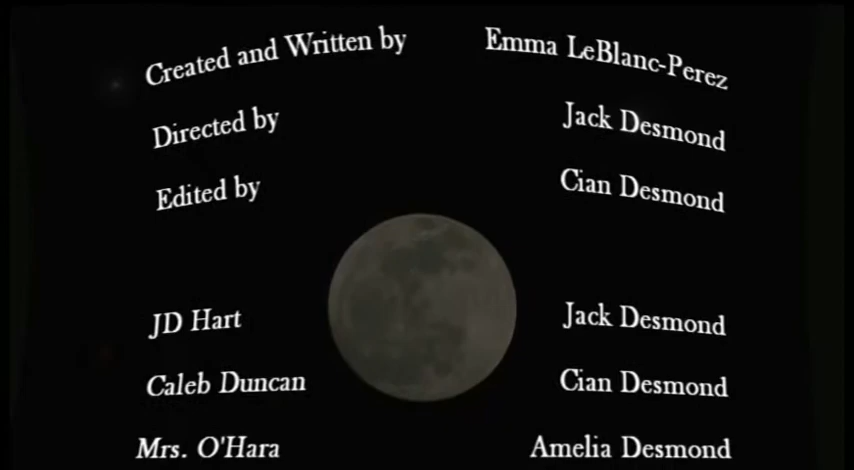 Created and Written by Emma LeBlanc-Perez
Directed by Jack Desmond
Edited by Cian Desmond
JD Hart Jack Desmond
Caleb Duncan Cian Desmond
Mrs. O'Hara Amelia Desmond